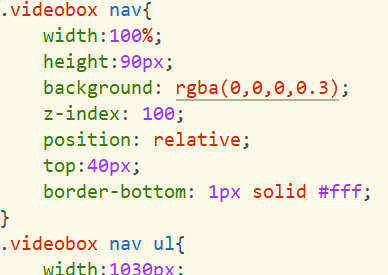 .videobox nav{
    width:100%;
    height:90px;
    background: rgba(0,0,0,0.3);
    z-index: 100;
    position: relative;
    top:40px;
    border-bottom: 1px solid #fff;
}
.videobox nav ul{
    width:1030px;